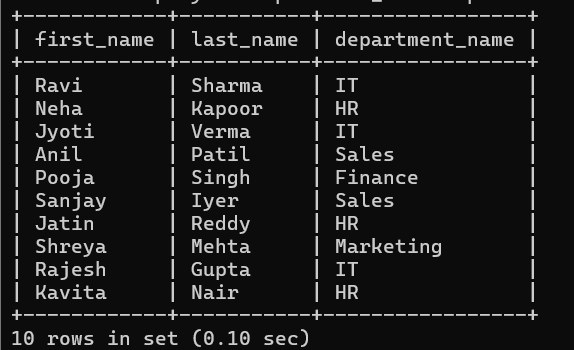 +------------+-----------+-----------------+
| first_name | last_name | department_name |
+------------+-----------+-----------------+
| Ravi       | Sharma    | IT              |
| Neha       | Kapoor    | HR              |
| Jyoti      | Verma     | IT              |
| Anil       | Patil     | Sales           |
| Pooja      | Singh     | Finance         |
| Sanjay     | Iyer      | Sales           |
| Jatin      | Reddy     | HR              |
| Shreya     | Mehta     | Marketing       |
| Rajesh     | Gupta     | IT              |
| Kavita     | Nair      | HR              |
+------------+-----------+-----------------+
10 rows in set (0.10 sec)